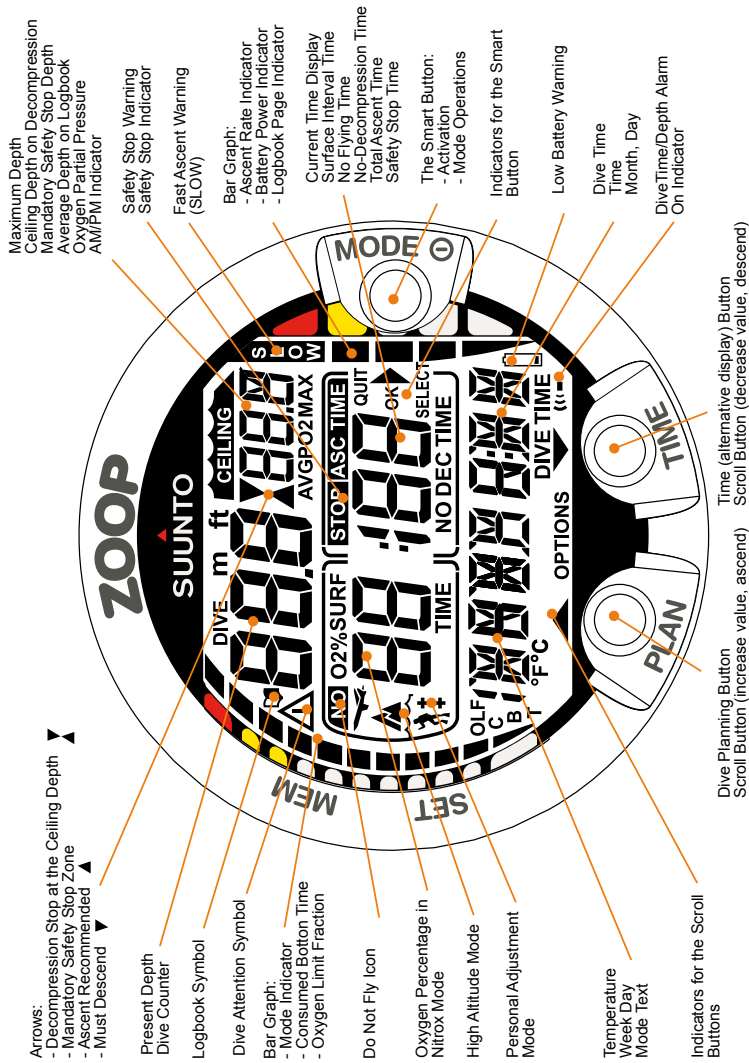 Arrows:
- Decompression Stop at the Ceiling Depth
- Mandatory Safety Stop Zone
- Ascent Recommended
- Must Descend
Present Depth
Dive Counter
Logbook Symbol
Dive Attention Symbol
Bar Graph:
- Mode Indicator
- Consumed Botton Time
- Oxygen Limit Fraction
Do Not Fly Icon
Oxygen Percentage in
Nitrox Mode
High Altitude Mode
Personal Adjustment
Mode
Temperature
Week Day
Mode Text
Indicators for the Scroll
Buttons
ZOOP
SUUNTO
MEM
SET
DIVE m ft
CEILING
AVGPO2MAX
SLOW
NO O2%SURF
TIME
STOP ASC TIME
NO DEC TIME
QUIT
OK
SELECT
OLF
C
B
T
°F°C
OPTIONS
DIVE TIME
MODE
PLAN
TIME
Maximum Depth
Ceiling Depth on Decompression
Mandatory Safety Stop Depth
Average Depth on Logbook
Oxygen Partial Pressure
AM/PM Indicator
Safety Stop Warning
Safety Stop Indicator
Fast Ascent Warning
(SLOW)
Bar Graph:
- Ascent Rate Indicator
- Battery Power Indicator
- Logbook Page Indicator
Current Time Display
Surface Interval Time
No Flying Time
No-Decompression Time
Total Ascent Time
Safety Stop Time
The Smart Button:
- Activation
- Mode Operations
Indicators for the Smart
Button
Low Battery Warning
Dive Time
Time
Month, Day
DiveTime/Depth Alarm
On Indicator
Dive Planning Button
Scroll Button (increase value, ascend)
Time (alternative display) Button
Scroll Button (decrease value, descend)